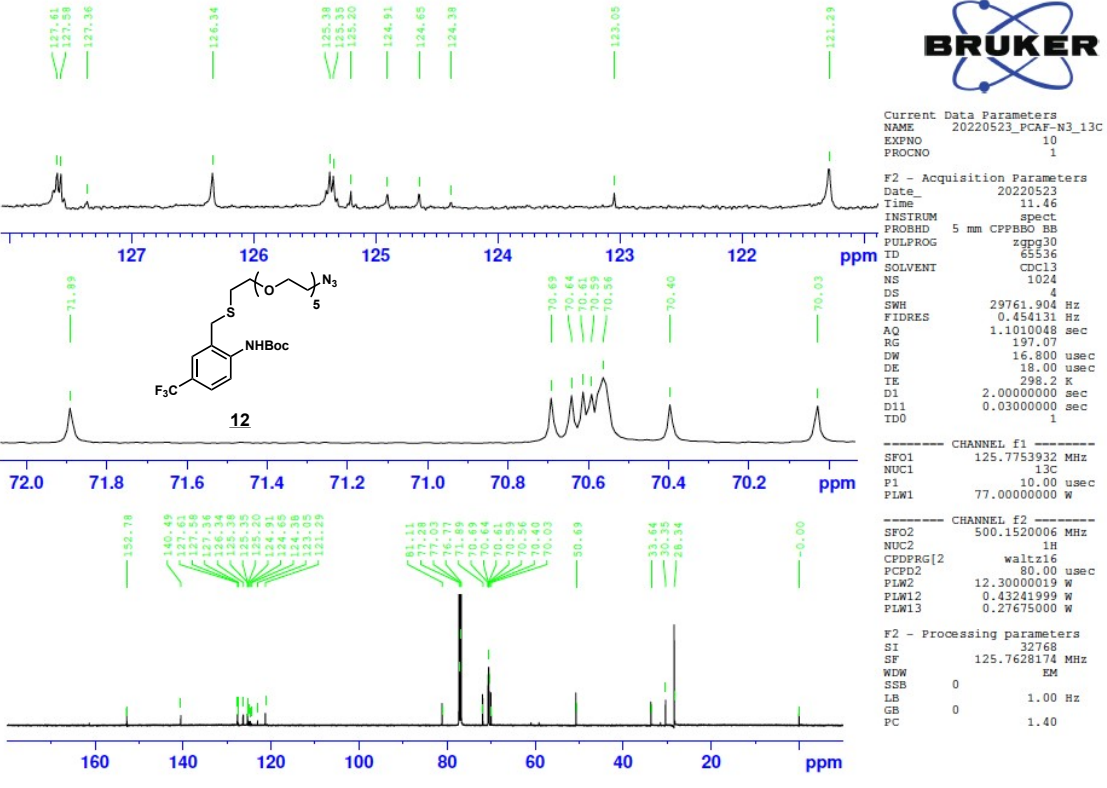 127.61
127.58
127.36
126.34
125.38
125.35
125.20
124.91
124.65
124.38
123.05
121.29
127 126 125 124 123 122 ppm
71.89
70.69
70.64
70.61
70.59
70.56
70.40
70.03
O
5
N3
S
NHBoc
F3C
12
72.0 71.8 71.6 71.4 71.2 71.0 70.8 70.6 70.4 70.2 ppm
152.78
140.49
127.61
127.58
127.36
126.34
125.38
125.35
125.20
124.91
124.65
124.38
123.05
121.29
81.11
77.28
77.03
76.77
71.89
70.69
70.64
70.61
70.59
70.56
70.40
70.03
50.69
33.64
30.35
28.34
-0.00
160 140 120 100 80 60 40 20 ppm
BRUKER
Current Data Parameters
NAME 20220523_PCAF-N3_13C
EXPNO 10
PROCNO 1
F2 - Acquisition Parameters
Date_ 20220523
Time 11.46
INSTRUM spect
PROBHD 5 mm CPPBBO BB
PULPROG zgpg30
TD 65536
SOLVENT CDCl3
NS 1024
DS 4
SWH 29761.904 Hz
FIDRES 0.454131 Hz
AQ 1.1010048 sec
RG 197.07
DW 16.800 usec
DE 18.00 usec
TE 298.2 K
D1 2.00000000 sec
D11 0.03000000 sec
TD0 1
======== CHANNEL f1 ========
SFO1 125.7753932 MHz
NUC1 13C
P1 10.00 usec
PLW1 77.00000000 W
======== CHANNEL f2 ========
SFO2 500.1520006 MHz
NUC2 1H
CPDPRG[2 waltz16
PCPD2 80.00 usec
PLW2 12.30000019 W
PLW12 0.43241999 W
PLW13 0.27675000 W
F2 - Processing parameters
SI 32768
SF 125.7628174 MHz
WDW EM
SSB 0
LB 1.00 Hz
GB 0
PC 1.40